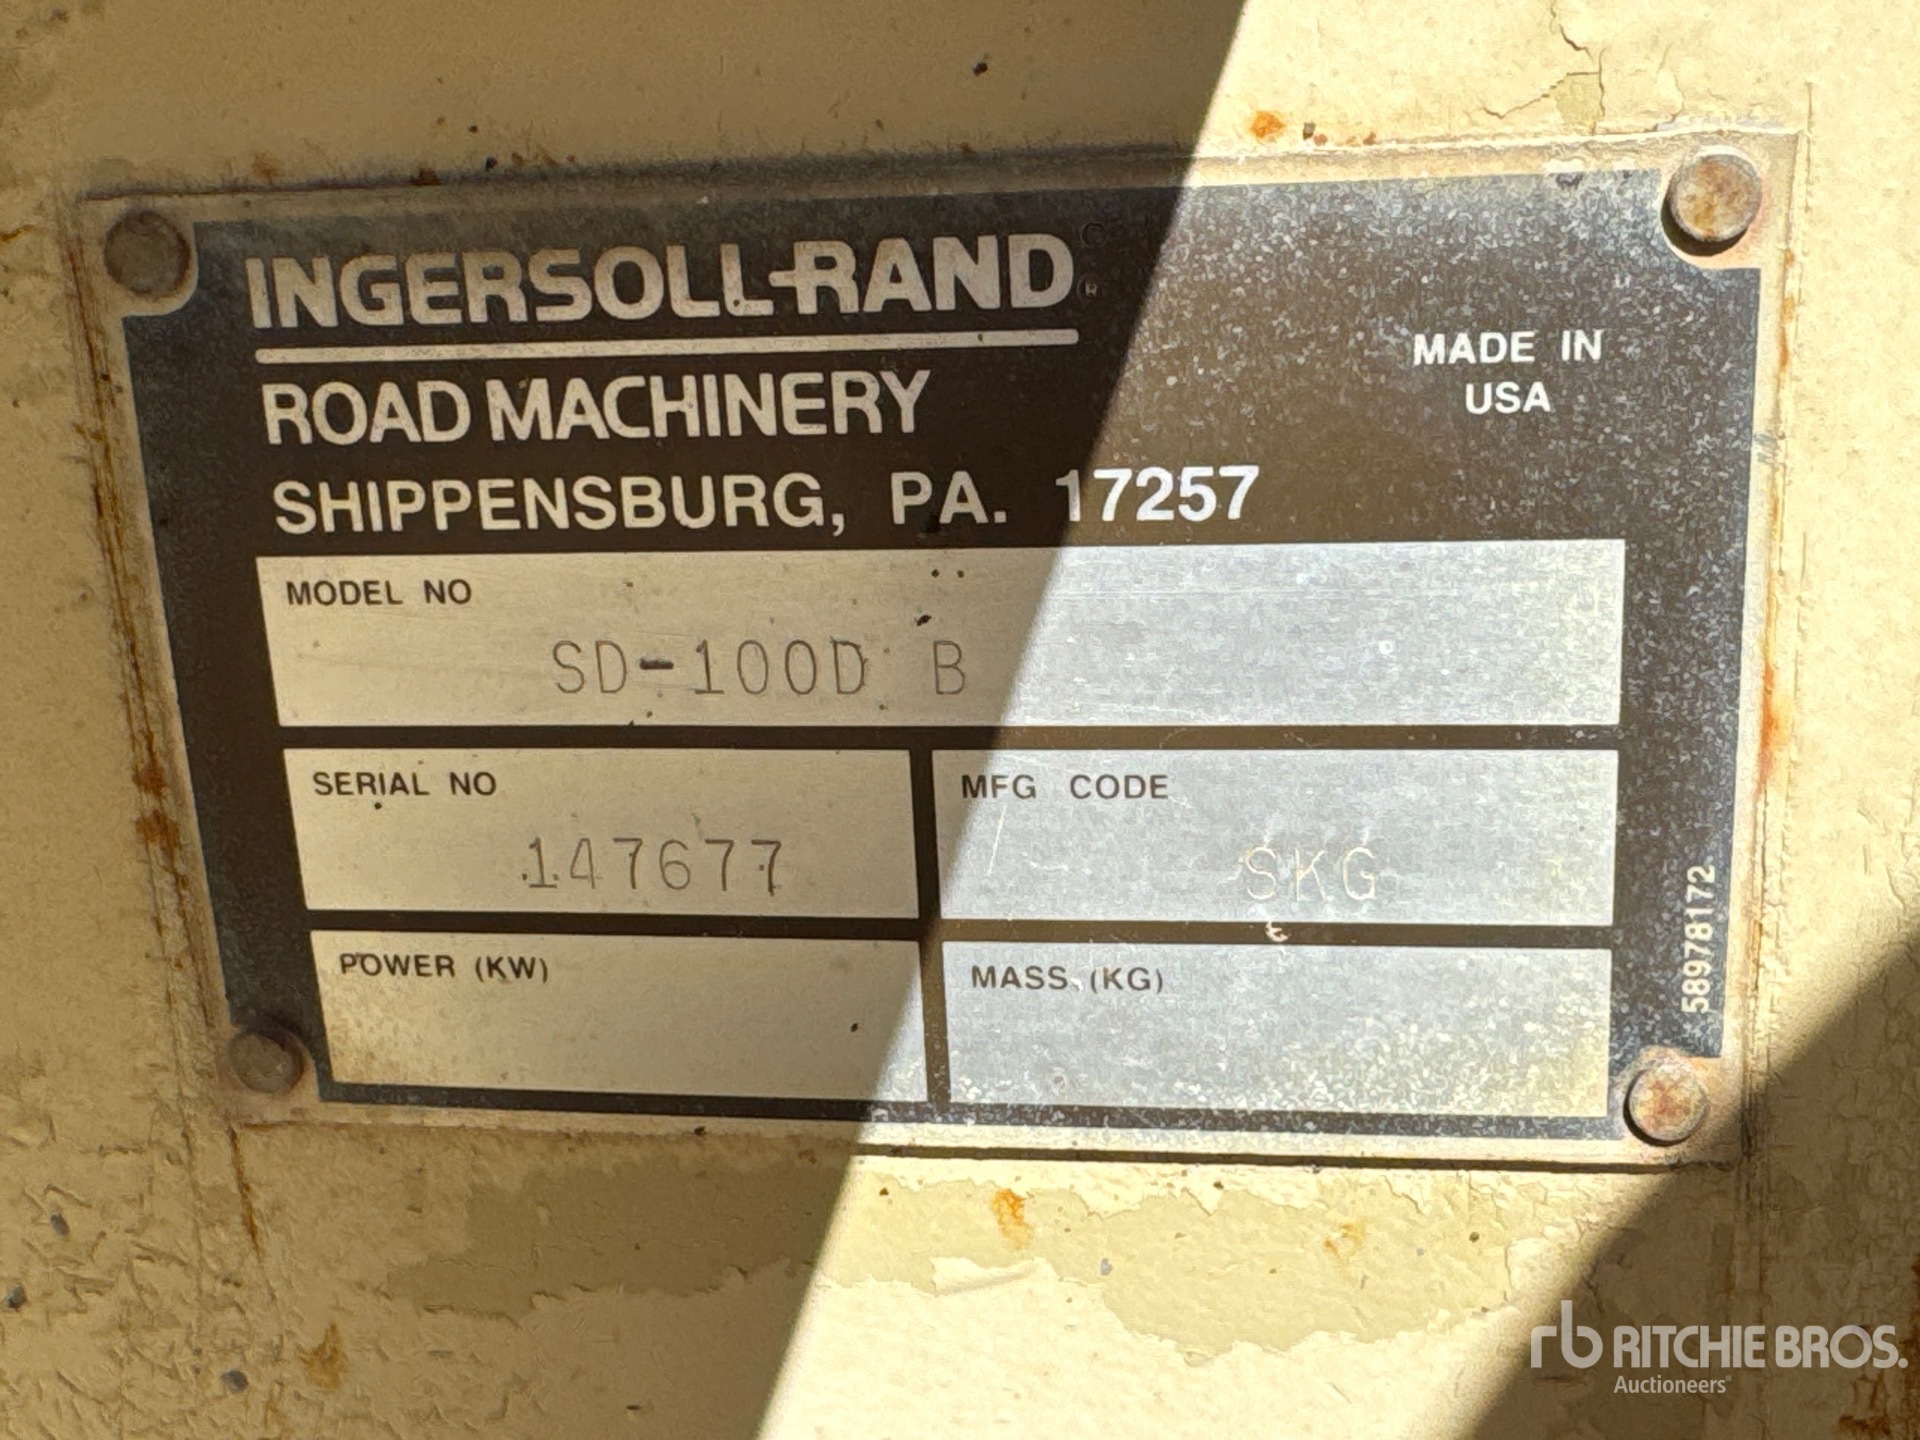 INGERSOLL-RAND
ROAD MACHINERY
SHIPPENSBURG, PA. 17257
MADE IN
USA
MODEL NO
SD-100D B
SERIAL NO
147677
MFG CODE
SKG
POWER (KW)
MASS (KG)
58978172
rb RITCHIE BROS.
Auctioneers